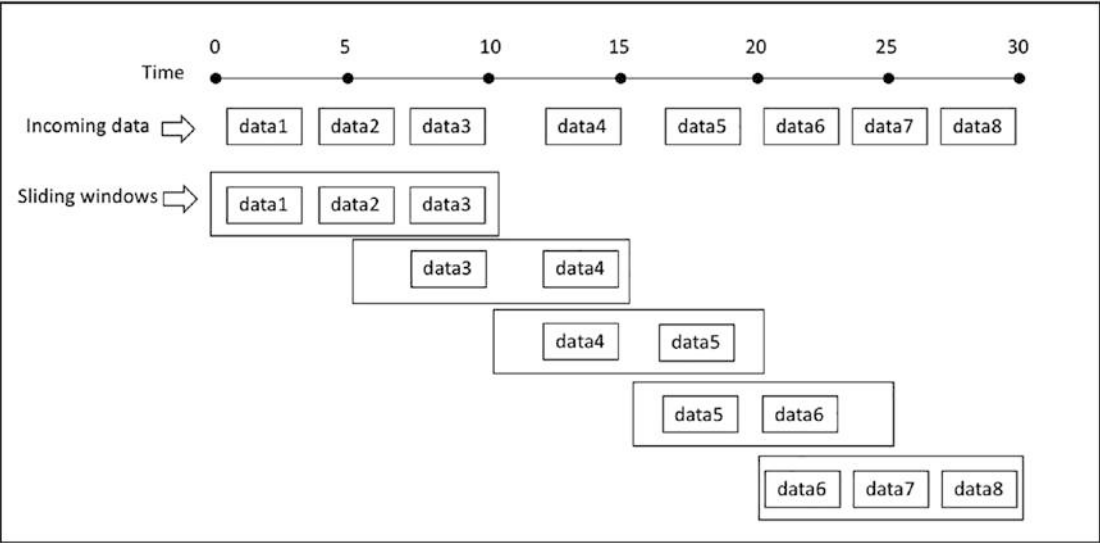 0 5 10 15 20 25 30
Time
Incoming data data1 data2 data3 data4 data5 data6 data7 data8
Sliding windows data1 data2 data3
data3 data4
data4 data5
data5 data6
data6 data7 data8